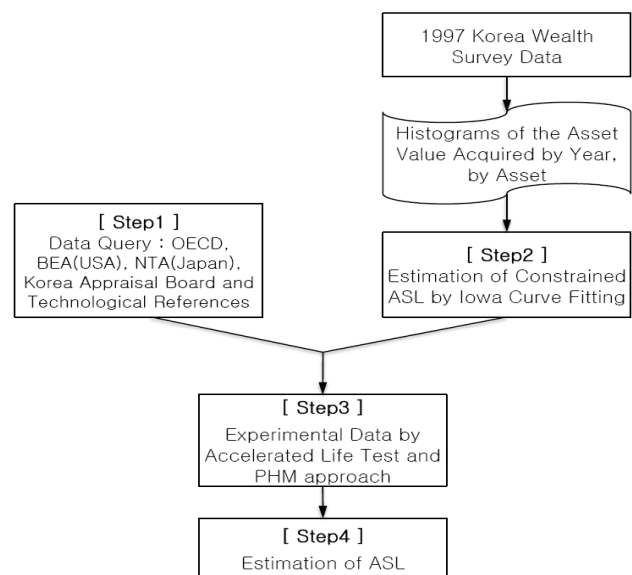 1997 Korea Wealth
Survey Data
Histograms of the Asset
Value Acquired by Year,
by Asset
[ Step1 ]
Data Query : OECD,
BEA(USA), NTA(Japan),
Korea Appraisal Board and
Technological References
[ Step2 ]
Estimation of Constrained
ASL by Iowa Curve Fitting
[ Step3 ]
Experimental Data by
Accelerated Life Test and
PHM approach
[ Step4 ]
Estimation of ASL